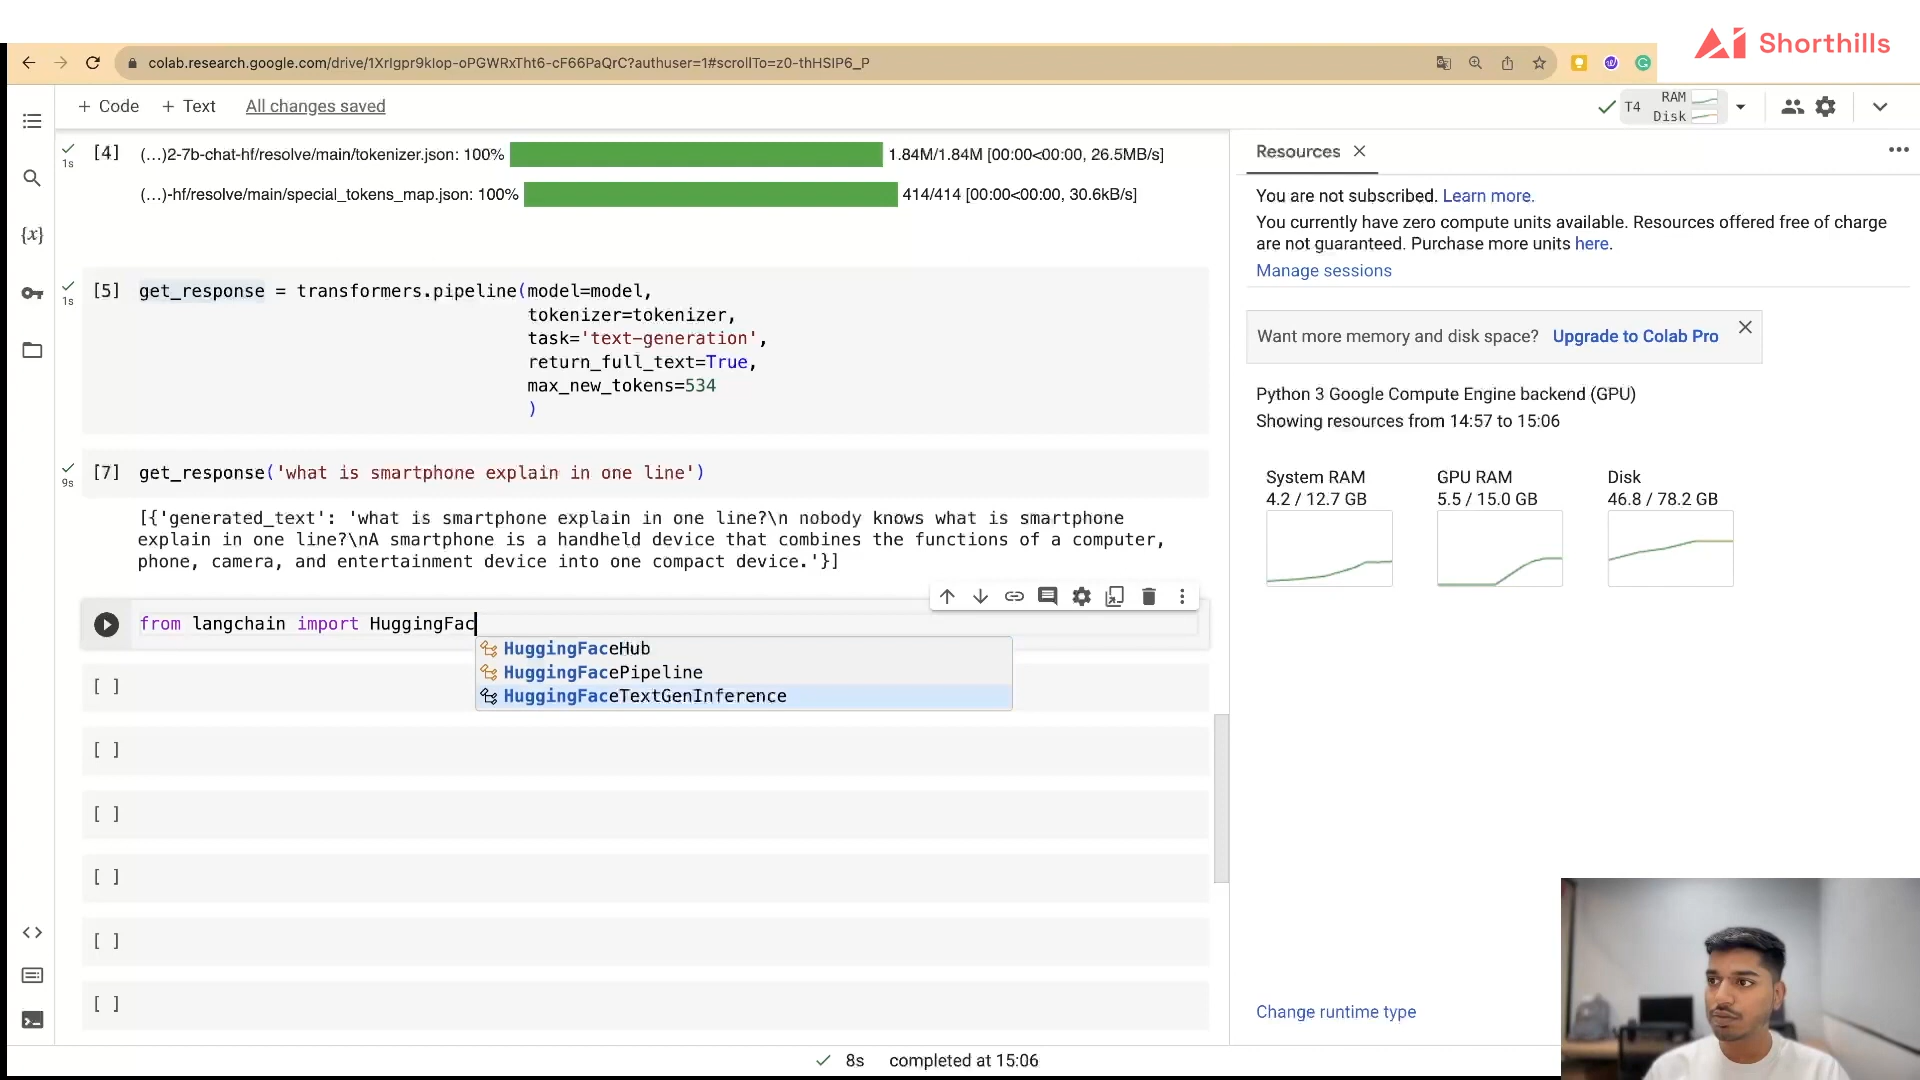 Shorthills
colab.research.google.com/drive/1XrIgpr9kIop-oPGWRxTht6-cF66PaQrC?authuser=1#scrollTo=z0-thHSIP6_P
+ Code + Text All changes saved
T4 RAM
Disk
[4] (...)2-7b-chat-hf/resolve/main/tokenizer.json: 100% 1.84M/1.84M [00:00<00:00, 26.5MB/s]
1s
(...)-hf/resolve/main/special_tokens_map.json: 100% 414/414 [00:00<00:00, 30.6kB/s]
[5] get_response = transformers.pipeline(model=model,
1s
tokenizer=tokenizer,
task='text-generation',
return_full_text=True,
max_new_tokens=534
)
[7] get_response('what is smartphone explain in one line')
9s
[{'generated_text': 'what is smartphone explain in one line?\n nobody knows what is smartphone
explain in one line?\nA smartphone is a handheld device that combines the functions of a computer,
phone, camera, and entertainment device into one compact device.'}]
from langchain import HuggingFac
HuggingFaceHub
HuggingFacePipeline
HuggingFaceTextGenInference
[ ]
[ ]
[ ]
[ ]
[ ]
[ ]
8s completed at 15:06
Resources
You are not subscribed. Learn more.
You currently have zero compute units available. Resources offered free of charge
are not guaranteed. Purchase more units here.
Manage sessions
Want more memory and disk space? Upgrade to Colab Pro
Python 3 Google Compute Engine backend (GPU)
Showing resources from 14:57 to 15:06
System RAM GPU RAM Disk
4.2 / 12.7 GB 5.5 / 15.0 GB 46.8 / 78.2 GB
Change runtime type